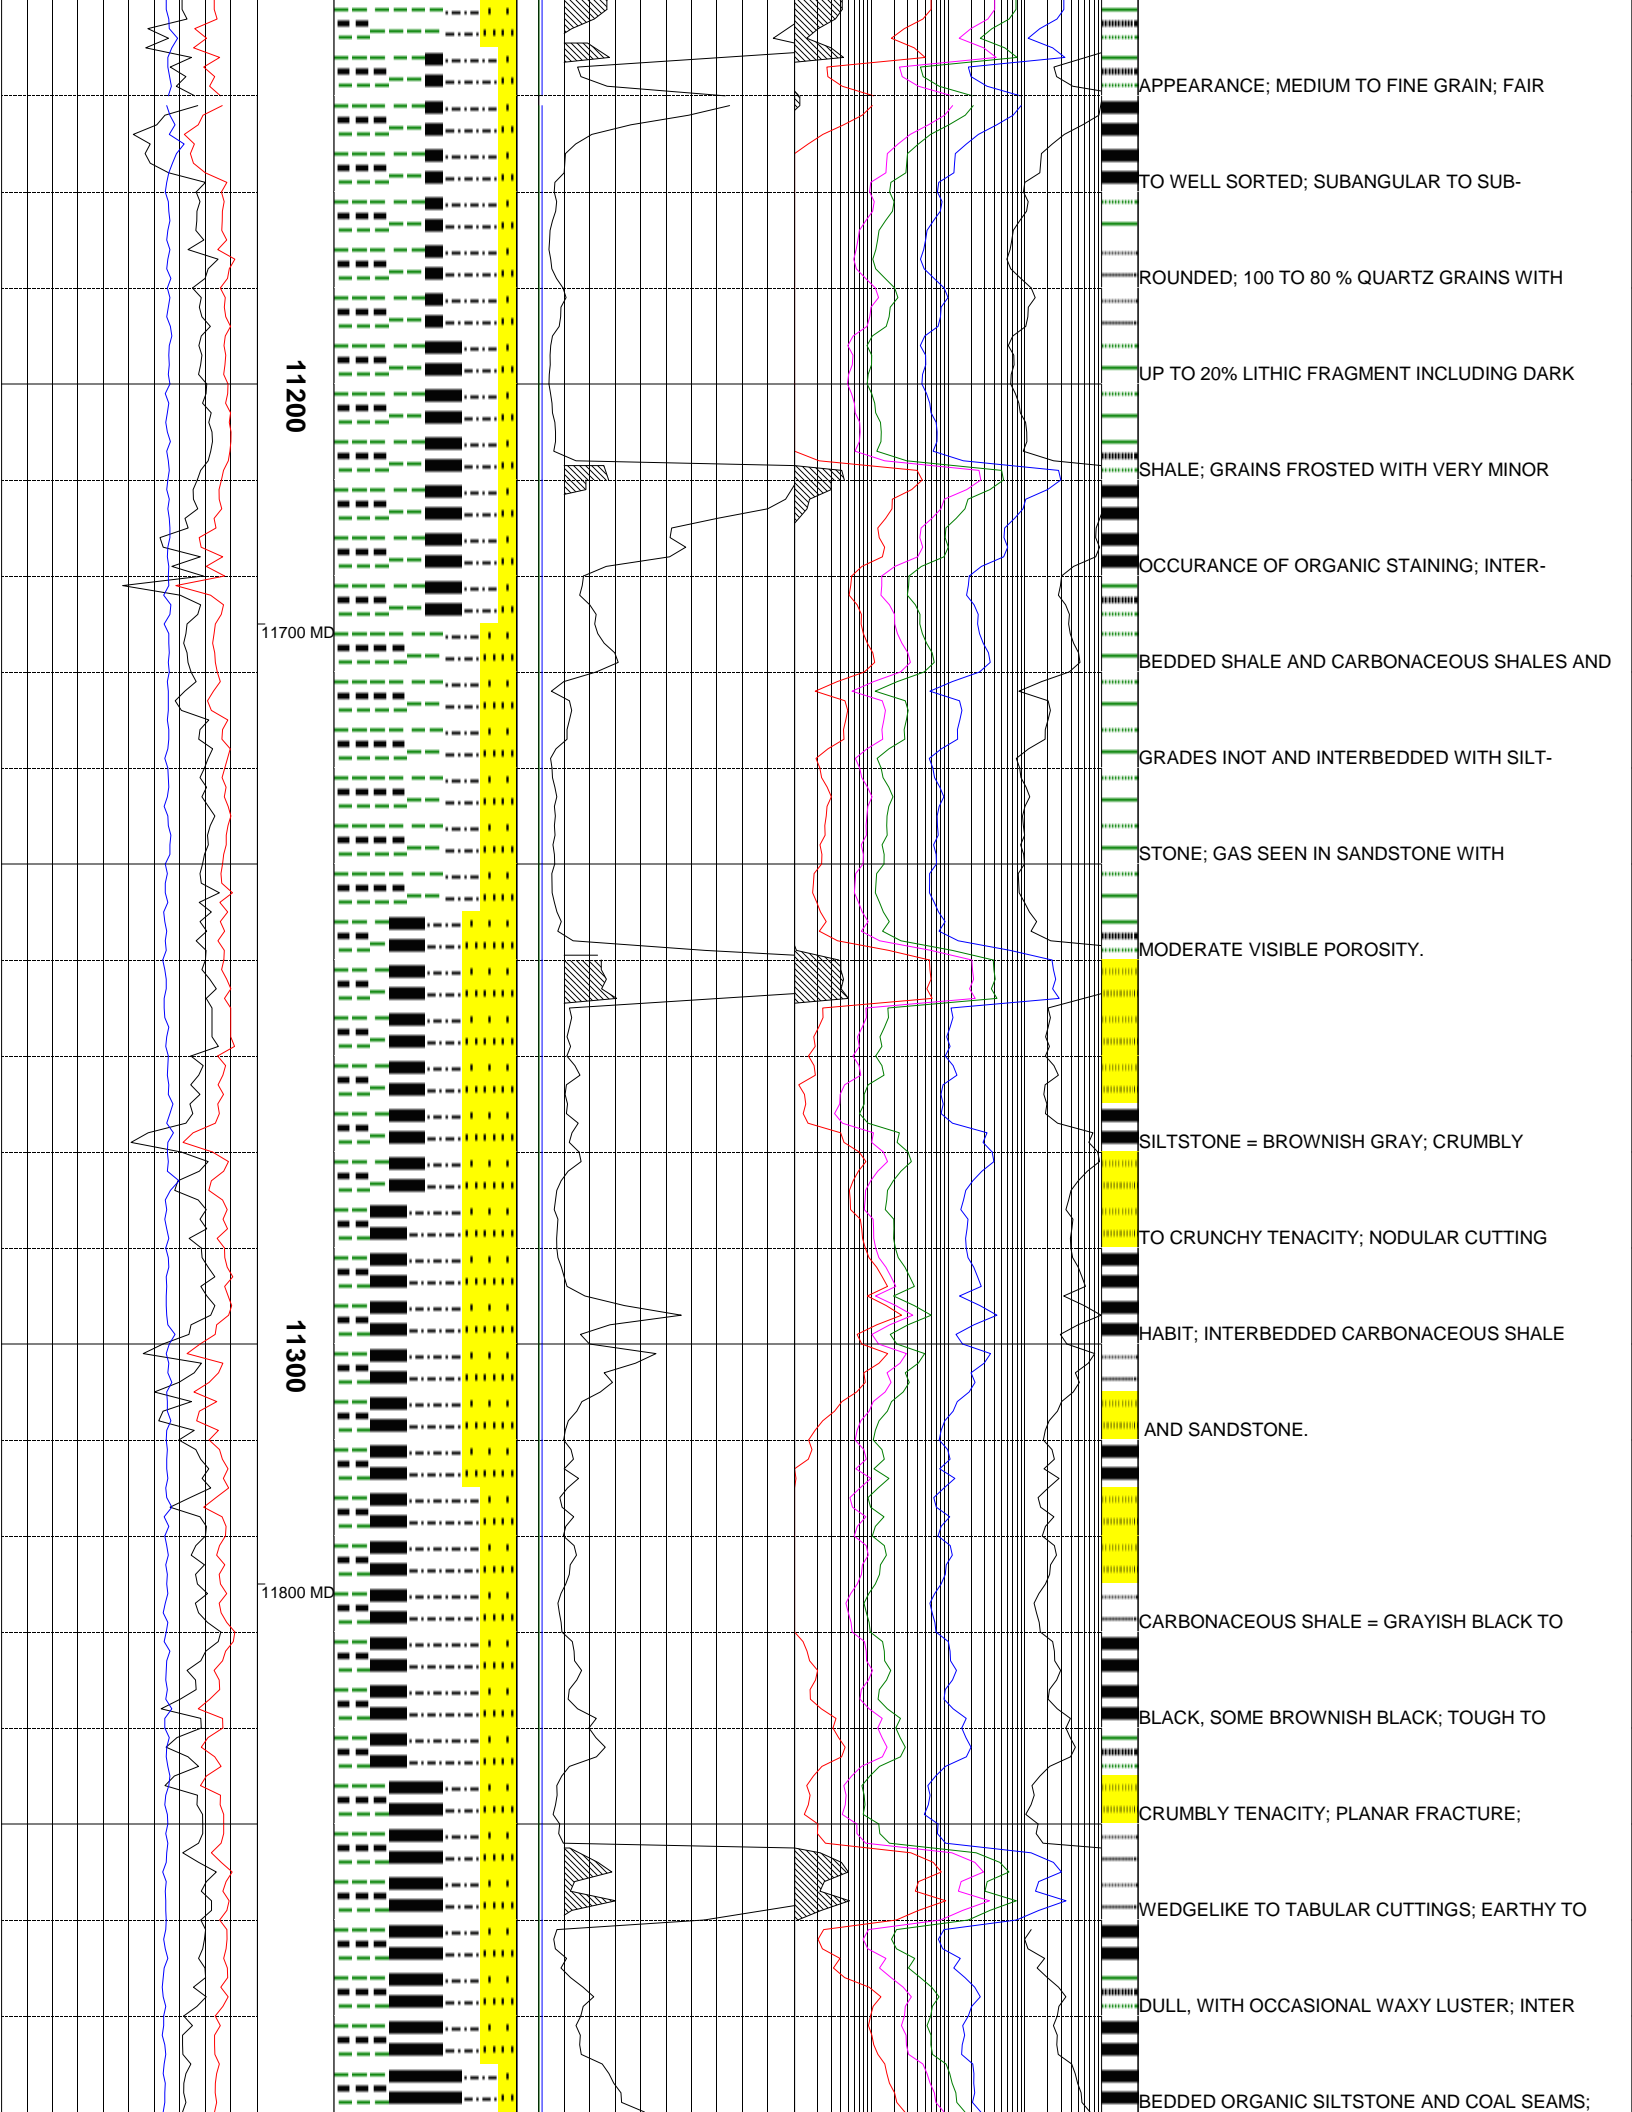 APPEARANCE; MEDIUM TO FINE GRAIN; FAIR
TO WELL SORTED; SUBANGULAR TO SUB-
ROUNDED; 100 TO 80 % QUARTZ GRAINS WITH
11200
UP TO 20% LITHIC FRAGMENT INCLUDING DARK
SHALE; GRAINS FROSTED WITH VERY MINOR
OCCURANCE OF ORGANIC STAINING; INTER-
11700 MD
BEDDED SHALE AND CARBONACEOUS SHALES AND
GRADES INOT AND INTERBEDDED WITH SILT-
STONE; GAS SEEN IN SANDSTONE WITH
MODERATE VISIBLE POROSITY.
SILTSTONE = BROWNISH GRAY; CRUMBLY
TO CRUNCHY TENACITY; NODULAR CUTTING
11300
HABIT; INTERBEDDED CARBONACEOUS SHALE
AND SANDSTONE.
11800 MD
CARBONACEOUS SHALE = GRAYISH BLACK TO
BLACK, SOME BROWNISH BLACK; TOUGH TO
CRUMBLY TENACITY; PLANAR FRACTURE;
WEDGELIKE TO TABULAR CUTTINGS; EARTHY TO
DULL, WITH OCCASIONAL WAXY LUSTER; INTER
BEDDED ORGANIC SILTSTONE AND COAL SEAMS;